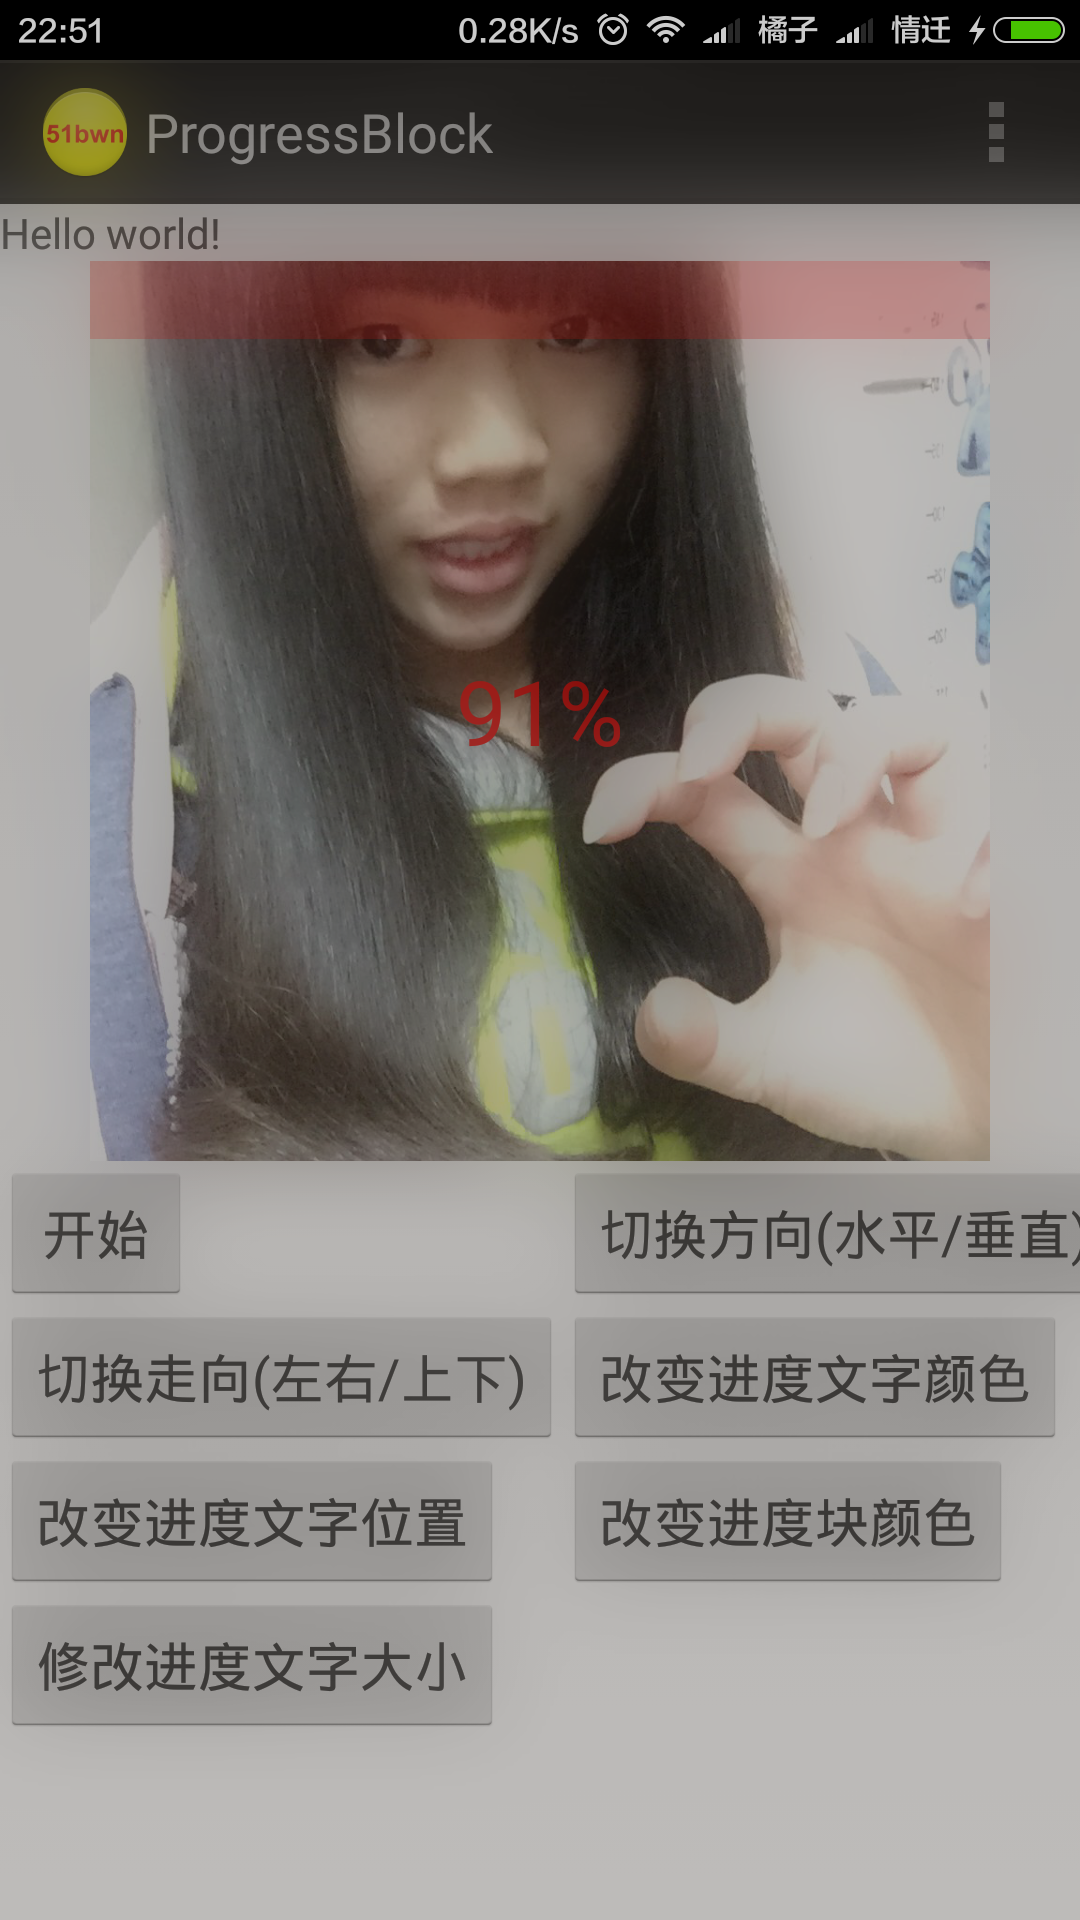 22:51 0.28K/s 橘子 情迁
51bwn ProgressBlock
Hello world!
91%
开始 切换方向(水平/垂直)
切换走向(左右/上下) 改变进度文字颜色
改变进度文字位置 改变进度块颜色
修改进度文字大小